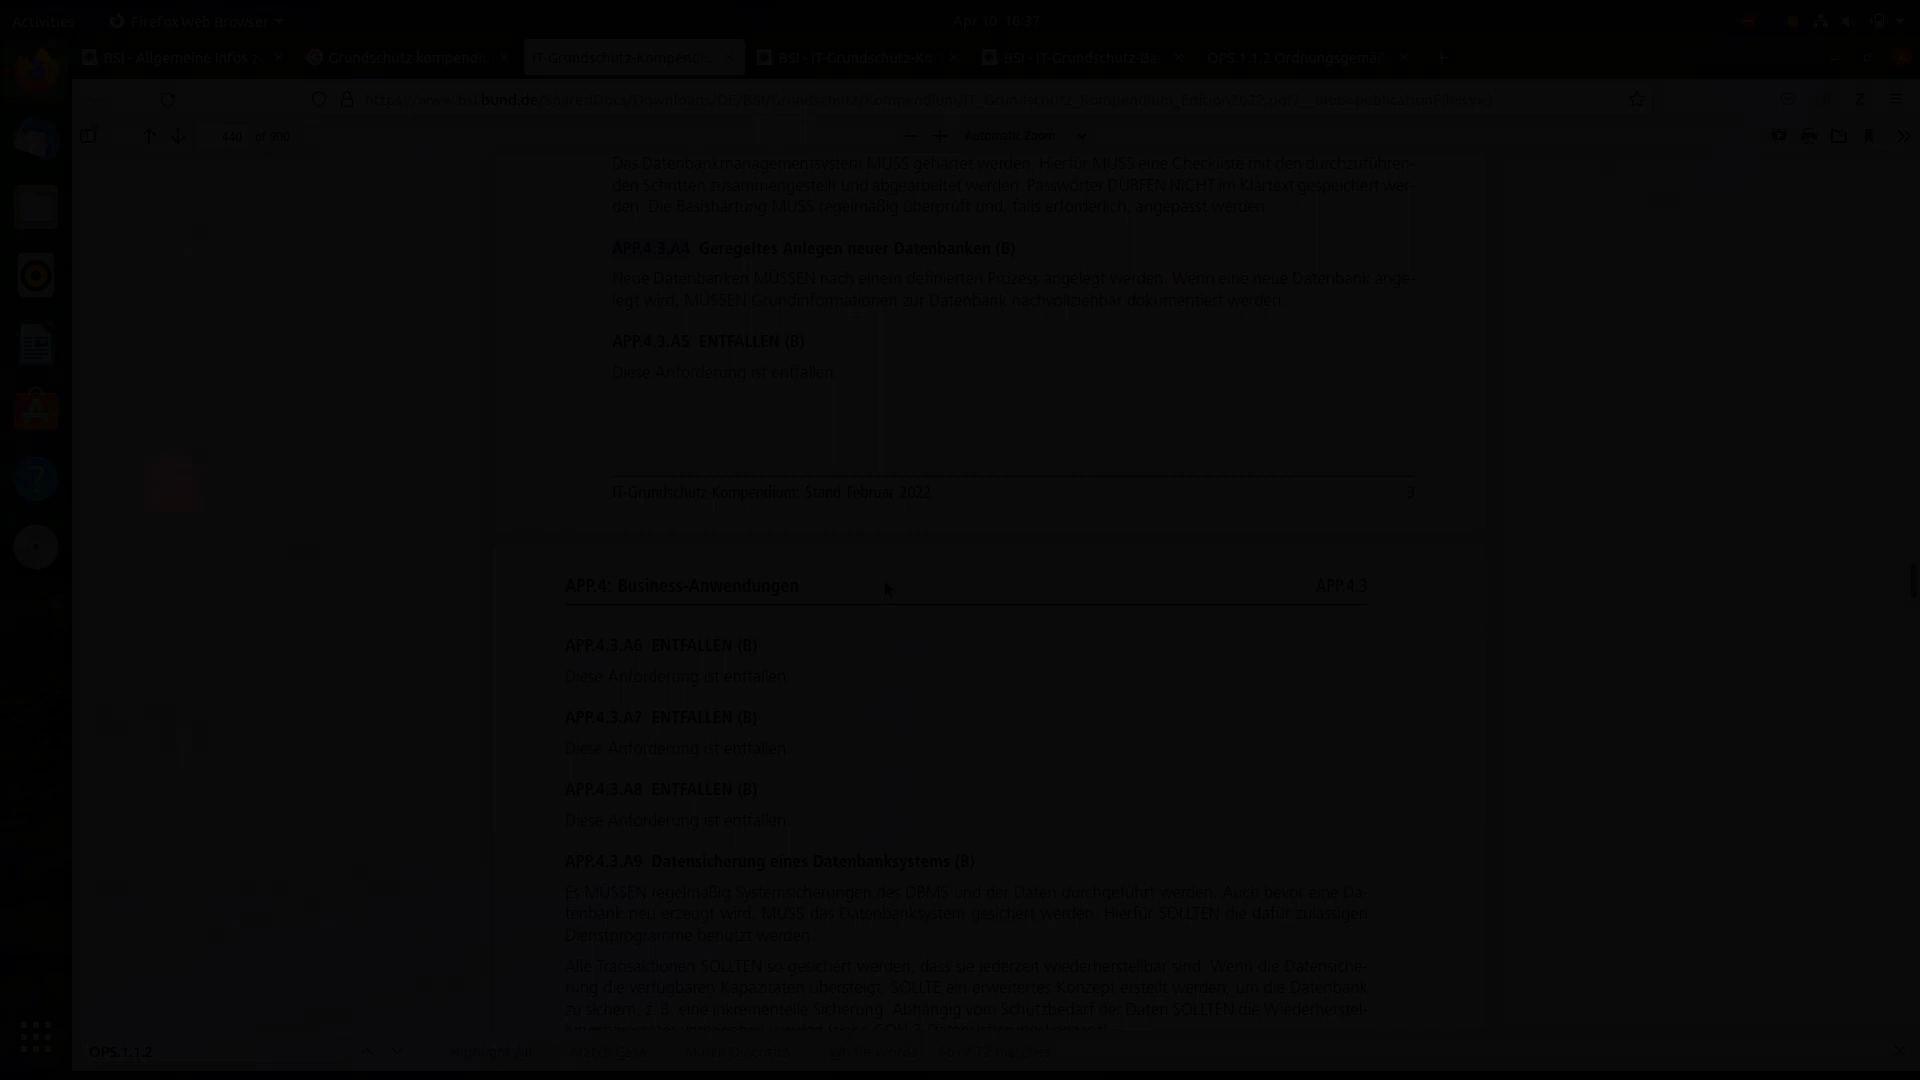 Activities
Firefox Web Browser
Apr 10 18:37
BSI - Allgemeine Infos z
Grundschutz kompendi
IT-Grundschutz-Kompendi
BSI - IT-Grundschutz-Ko
BSI - IT-Grundschutz-Ba
OPS.1.1.2 Ordnungsgemäß
440 of 900
Automatic Zoom
Das Datenbankmanagementsystem MUSS gehärtet werden. Hierfür MUSS eine Checkliste mit den durchzuführen-
den Schritten zusammengestellt und abgearbeitet werden. Passwörter DÜRFEN NICHT im Klartext gespeichert wer-
den. Die Basishärtung MUSS regelmäßig überprüft und, falls erforderlich, angepasst werden.
APP.4.3.A4 Geregeltes Anlegen neuer Datenbanken (B)
Neue Datenbanken MÜSSEN nach einem definierten Prozess angelegt werden. Wenn eine neue Datenbank ange-
legt wird, MÜSSEN Grundinformationen zur Datenbank nachvollziehbar dokumentiert werden.
APP.4.3.A5 ENTFALLEN (B)
Diese Anforderung ist entfallen.
IT-Grundschutz-Kompendium: Stand Februar 2022 3
APP.4: Business-Anwendungen APP.4.3
APP.4.3.A6 ENTFALLEN (B)
Diese Anforderung ist entfallen.
APP.4.3.A7 ENTFALLEN (B)
Diese Anforderung ist entfallen.
APP.4.3.A8 ENTFALLEN (B)
Diese Anforderung ist entfallen.
APP.4.3.A9 Datensicherung eines Datenbanksystems (B)
Es MÜSSEN regelmäßig Systemsicherungen des DBMS und der Daten durchgeführt werden. Auch bevor eine Da-
tenbank neu erzeugt wird, MUSS das Datenbanksystem gesichert werden. Hierfür SOLLTEN die dafür zulässigen
Dienstprogramme benutzt werden.
Alle Transaktionen SOLLTEN so gesichert werden, dass sie jederzeit wiederherstellbar sind. Wenn die Datensiche-
rung die verfügbaren Kapazitäten übersteigt, SOLLTE ein erweitertes Konzept erstellt werden, um die Datenbank
zu sichern, z. B. eine inkrementelle Sicherung. Abhängig vom Schutzbedarf der Daten SOLLTEN die Wiederherstel-
OPS.1.1.2